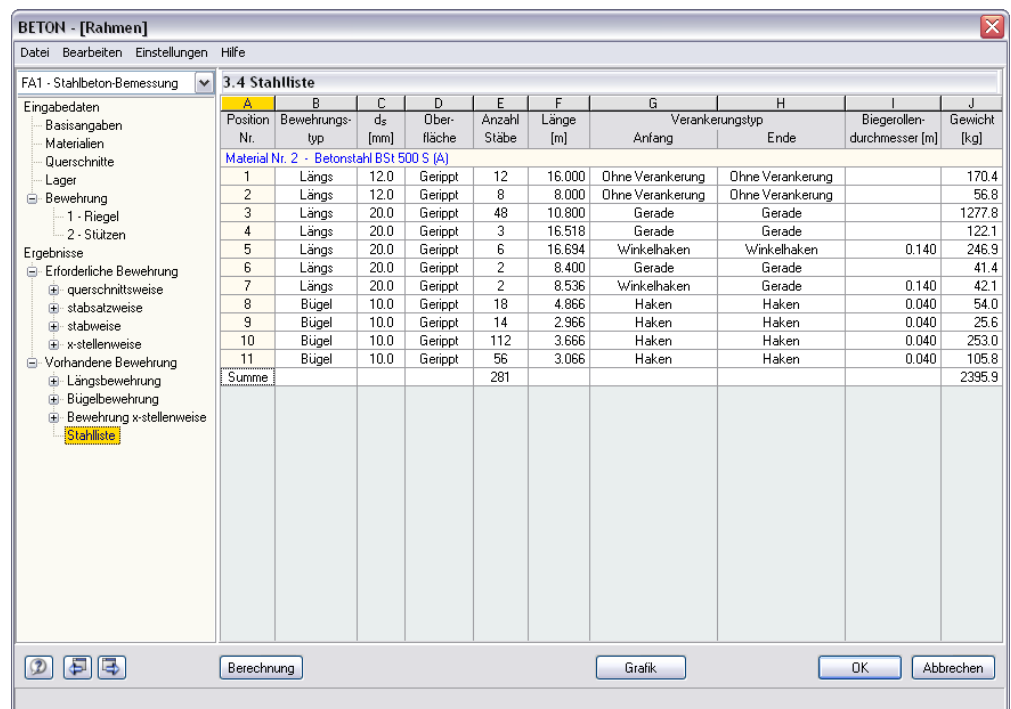 BETON - [Rahmen]
Datei Bearbeiten Einstellungen Hilfe
FA1 - Stahlbeton-Bemessung
Eingabedaten
Basisangaben
Materialien
Querschnitte
Lager
Bewehrung
1 - Riegel
2 - Stützen
Ergebnisse
Erforderliche Bewehrung
querschnittsweise
stabsatzweise
stabweise
x-stellenweise
Vorhandene Bewehrung
Längsbewehrung
Bügelbewehrung
Bewehrung x-stellenweise
Stahlliste
3.4 Stahlliste
A B C D E F G H I J
Position Bewehrungs- ds Ober- Anzahl Länge Verankerungstyp Biegerollen- Gewicht
Nr. typ [mm] fläche Stäbe [m] Anfang Ende durchmesser [m] [kg]
Material Nr. 2 - Betonstahl BSt 500 S (A)
1 Längs 12.0 Gerippt 12 16.000 Ohne Verankerung Ohne Verankerung 170.4
2 Längs 12.0 Gerippt 8 8.000 Ohne Verankerung Ohne Verankerung 56.8
3 Längs 20.0 Gerippt 48 10.800 Gerade Gerade 1277.8
4 Längs 20.0 Gerippt 3 16.518 Gerade Gerade 122.1
5 Längs 20.0 Gerippt 6 16.694 Winkelhaken Winkelhaken 0.140 246.9
6 Längs 20.0 Gerippt 2 8.400 Gerade Gerade 41.4
7 Längs 20.0 Gerippt 2 8.536 Winkelhaken Gerade 0.140 42.1
8 Bügel 10.0 Gerippt 18 4.866 Haken Haken 0.040 54.0
9 Bügel 10.0 Gerippt 14 2.966 Haken Haken 0.040 25.6
10 Bügel 10.0 Gerippt 112 3.666 Haken Haken 0.040 253.0
11 Bügel 10.0 Gerippt 56 3.066 Haken Haken 0.040 105.8
Summe 281 2395.9
Berechnung Grafik OK Abbrechen